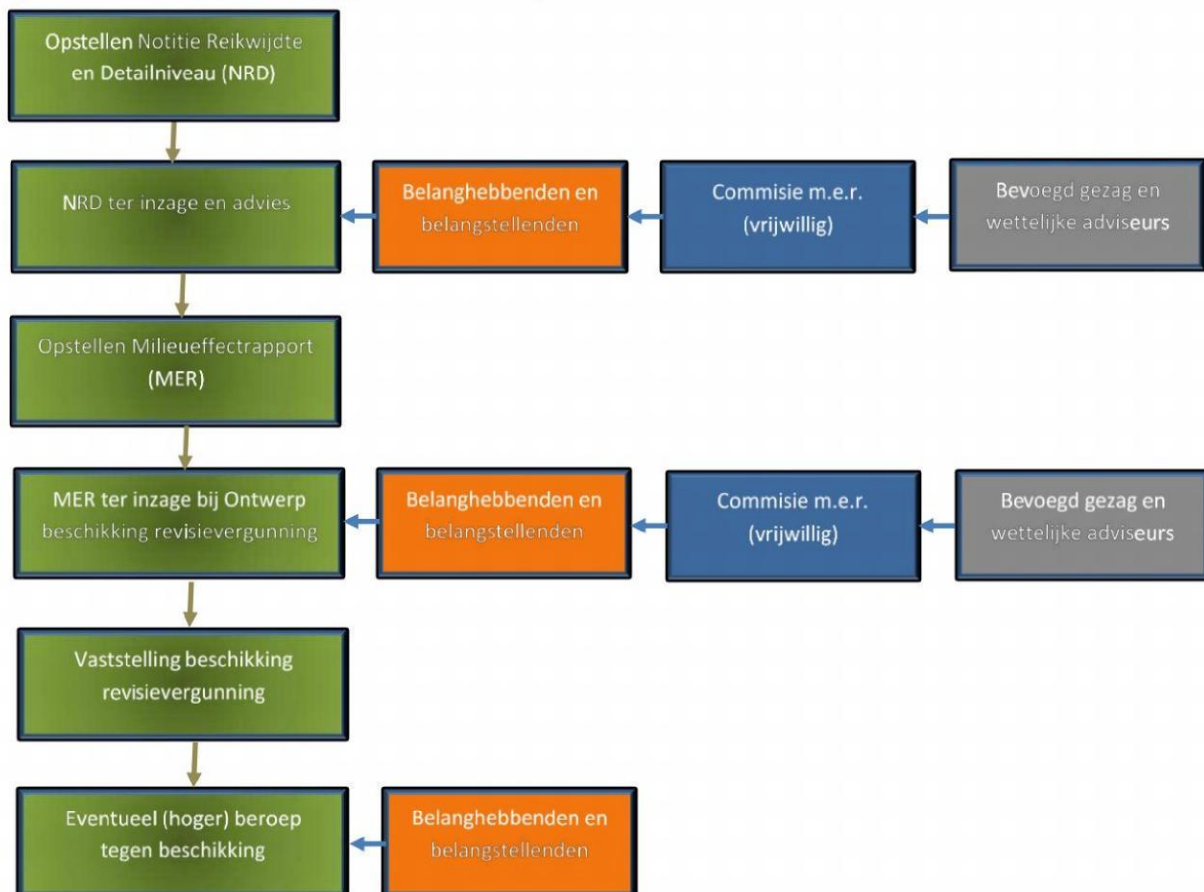 Opstellen Notitie Reikwijdte
en Detailniveau (NRD)
NRD ter inzage en advies
Belanghebbenden en
belangstellenden
Commisie m.e.r.
(vrijwillig)
Bevoegd gezag en
wettelijke adviseurs
Opstellen Milieueffectrapport
(MER)
MER ter inzage bij Ontwerp
beschikking revisievergunning
Belanghebbenden en
belangstellenden
Commisie m.e.r.
(vrijwillig)
Bevoegd gezag en
wettelijke adviseurs
Vaststelling beschikking
revisievergunning
Eventueel (hoger) beroep
tegen beschikking
Belanghebbenden en
belangstellenden